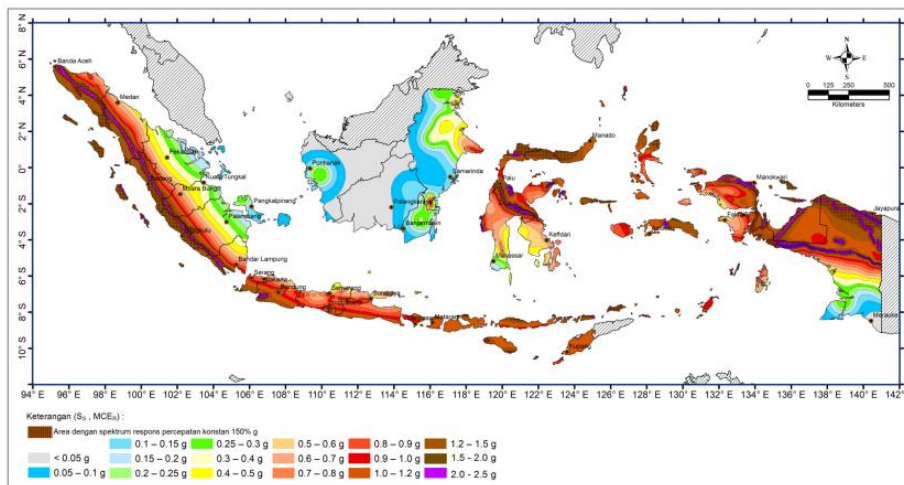 94° E 96° E 98° E 100° E 102° E 104° E 106° E 108° E 110° E 112° E 114° E 116° E 118° E 120° E 122° E 124° E 126° E 128° E 130° E 132° E 134° E 136° E 138° E 140° E 142° E
8° N
6° N
4° N
2° N
0°
2° S
4° S
6° S
8° S
10° S
N
W E
S
0 125 250 500
Kilometers
Banda Aceh
Medan
Pekanbaru
Kuala Tungkal
Muara Bungo
Pangkalpinang
Palembang
Bandar Lampung
Serang
Bandung
Semarang
Surabaya
Mataram
Kupang
Pontianak
Samarinda
Palangkaraya
Banjarmasin
Manado
Palu
Kendari
Makassar
Manokwari
Jayapura
Merauke
Keterangan (S_S , MCE_R) :
Area dengan spektrum respons percepatan konstan 150% g
< 0.05 g
0.05 – 0.1 g
0.1 – 0.15 g
0.15 – 0.2 g
0.2 – 0.25 g
0.25 – 0.3 g
0.3 – 0.4 g
0.4 – 0.5 g
0.5 – 0.6 g
0.6 – 0.7 g
0.7 – 0.8 g
0.8 – 0.9 g
0.9 – 1.0 g
1.0 – 1.2 g
1.2 - 1.5 g
1.5 - 2.0 g
2.0 - 2.5 g